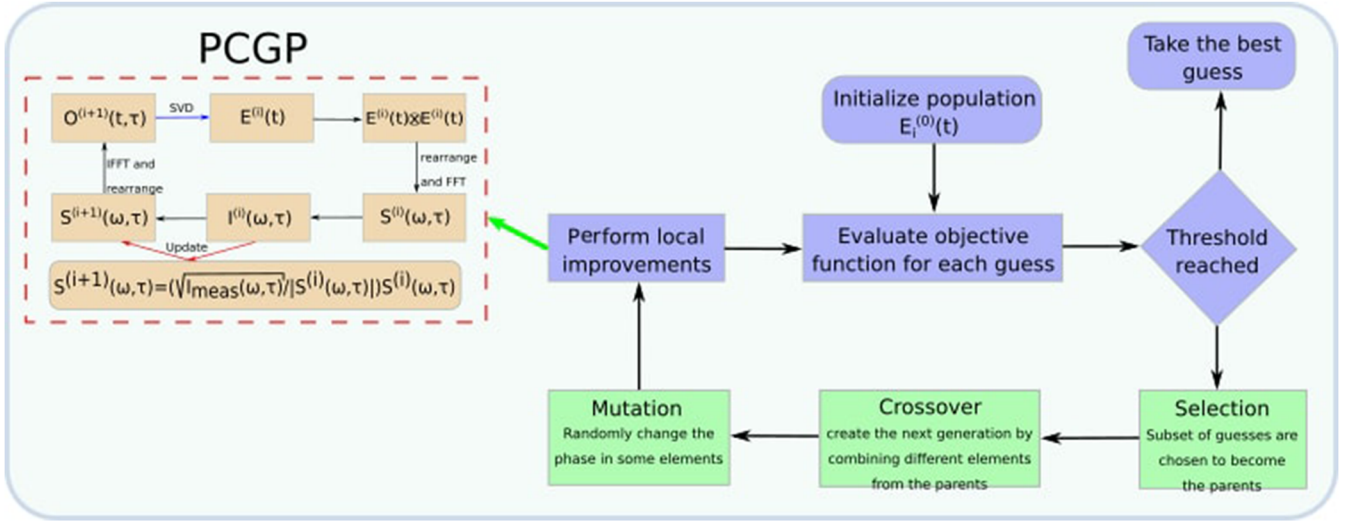 PCGP
O⁽ⁱ⁺¹⁾(t,τ)
SVD
E⁽ⁱ⁾(t)
E⁽ⁱ⁾(t)⊗E⁽ⁱ⁾(t)
IFFT and
rearrange
rearrange
and FFT
S⁽ⁱ⁺¹⁾(ω,τ)
I⁽ⁱ⁾(ω,τ)
S⁽ⁱ⁾(ω,τ)
Update
S⁽ⁱ⁺¹⁾(ω,τ)=(√Imeas(ω,τ)/|S⁽ⁱ⁾(ω,τ)|)S⁽ⁱ⁾(ω,τ)
Initialize population
Eᵢ⁽⁰⁾(t)
Take the best
guess
Perform local
improvements
Evaluate objective
function for each guess
Threshold
reached
Mutation
Randomly change the
phase in some elements
Crossover
create the next generation by
combining different elements
from the parents
Selection
Subset of guesses are
chosen to become
the parents